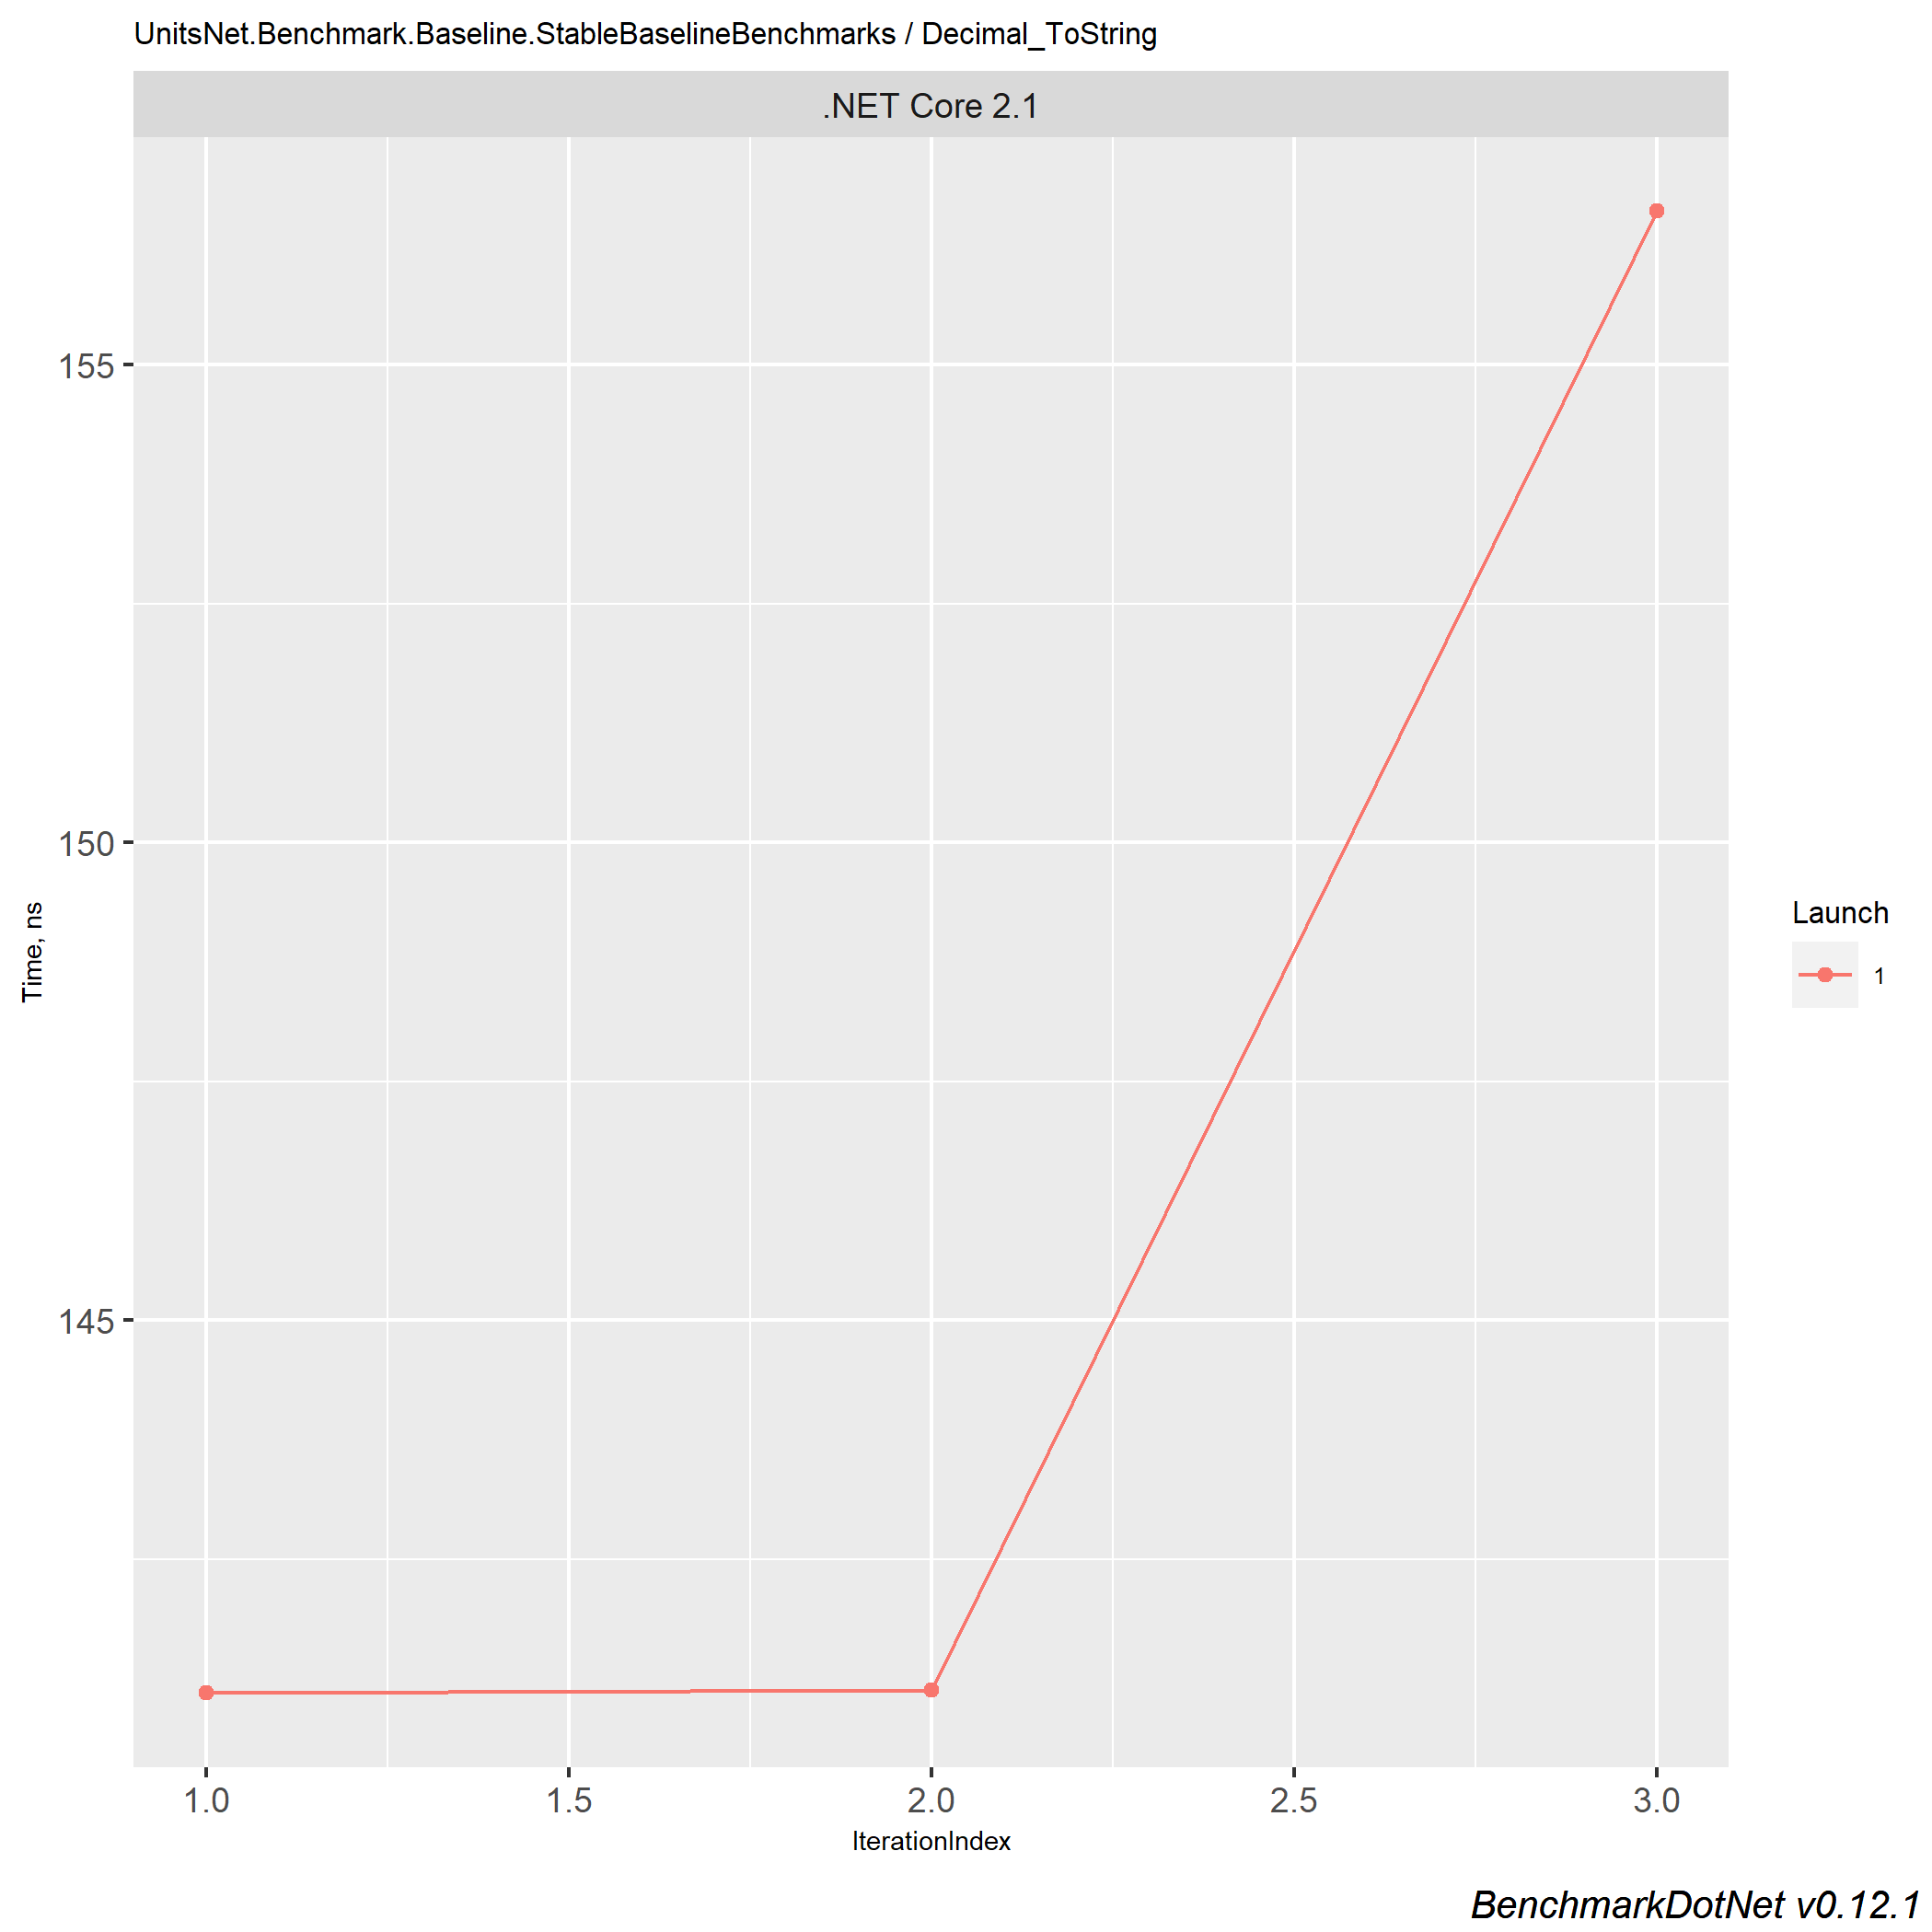 UnitsNet.Benchmark.Baseline.StableBaselineBenchmarks / Decimal_ToString
.NET Core 2.1
155
150
145
Time, ns
1.0 1.5 2.0 2.5 3.0
IterationIndex
Launch
1
BenchmarkDotNet v0.12.1